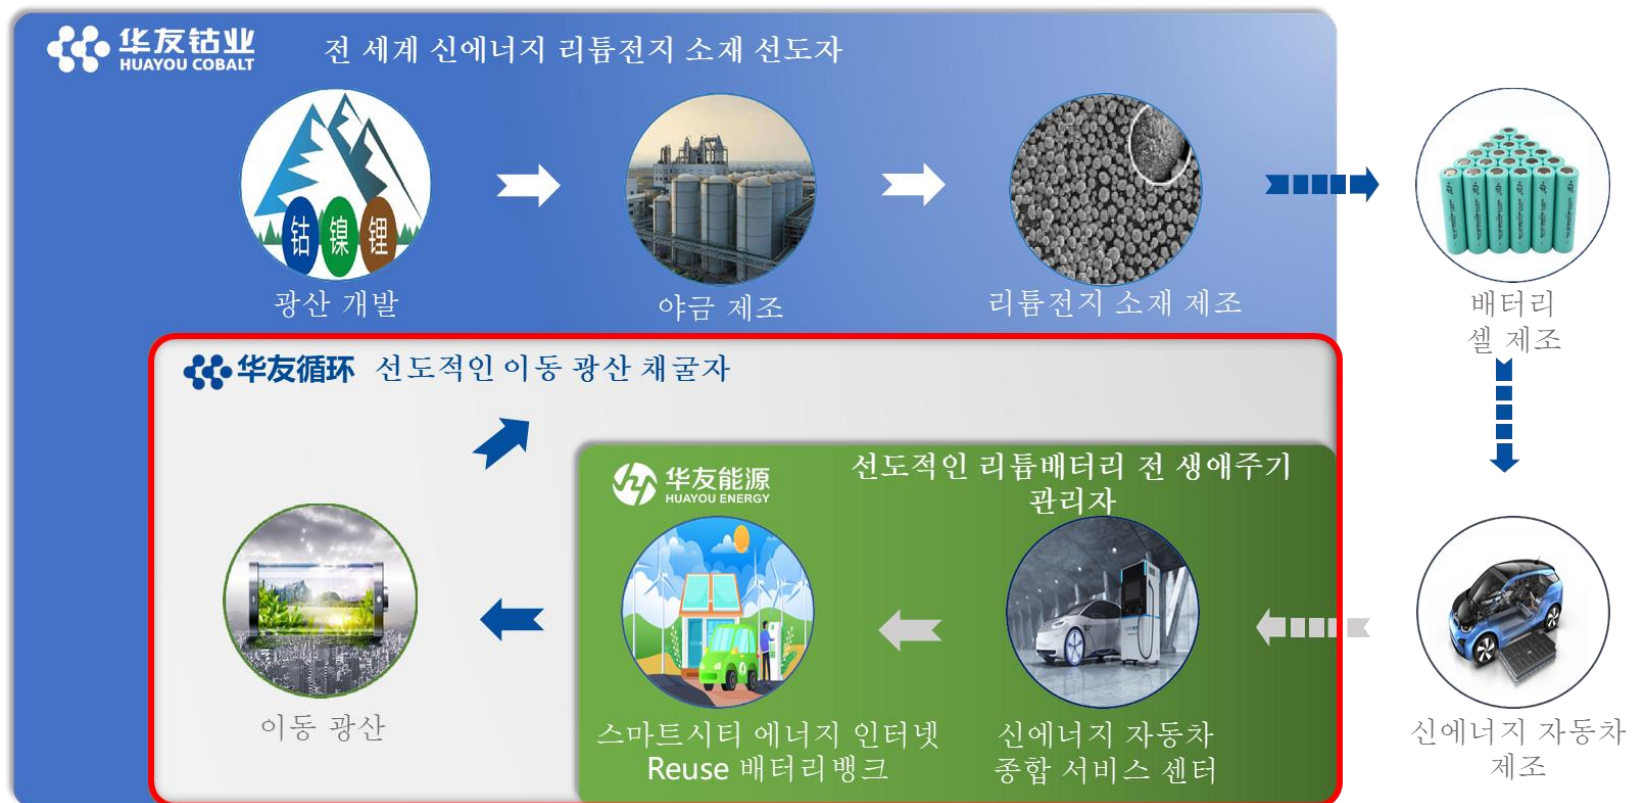 华友钴业
HUAYOU COBALT
전 세계 신에너지 리튬전지 소재 선도자
钴 镍 锂
광산 개발
야금 제조
리튬전지 소재 제조
배터리
셀 제조
华友循环 선도적인 이동 광산 채굴자
华友能源
HUAYOU ENERGY
선도적인 리튬배터리 전 생애주기
관리자
이동 광산
스마트시티 에너지 인터넷
Reuse 배터리뱅크
신에너지 자동차
종합 서비스 센터
신에너지 자동차
제조